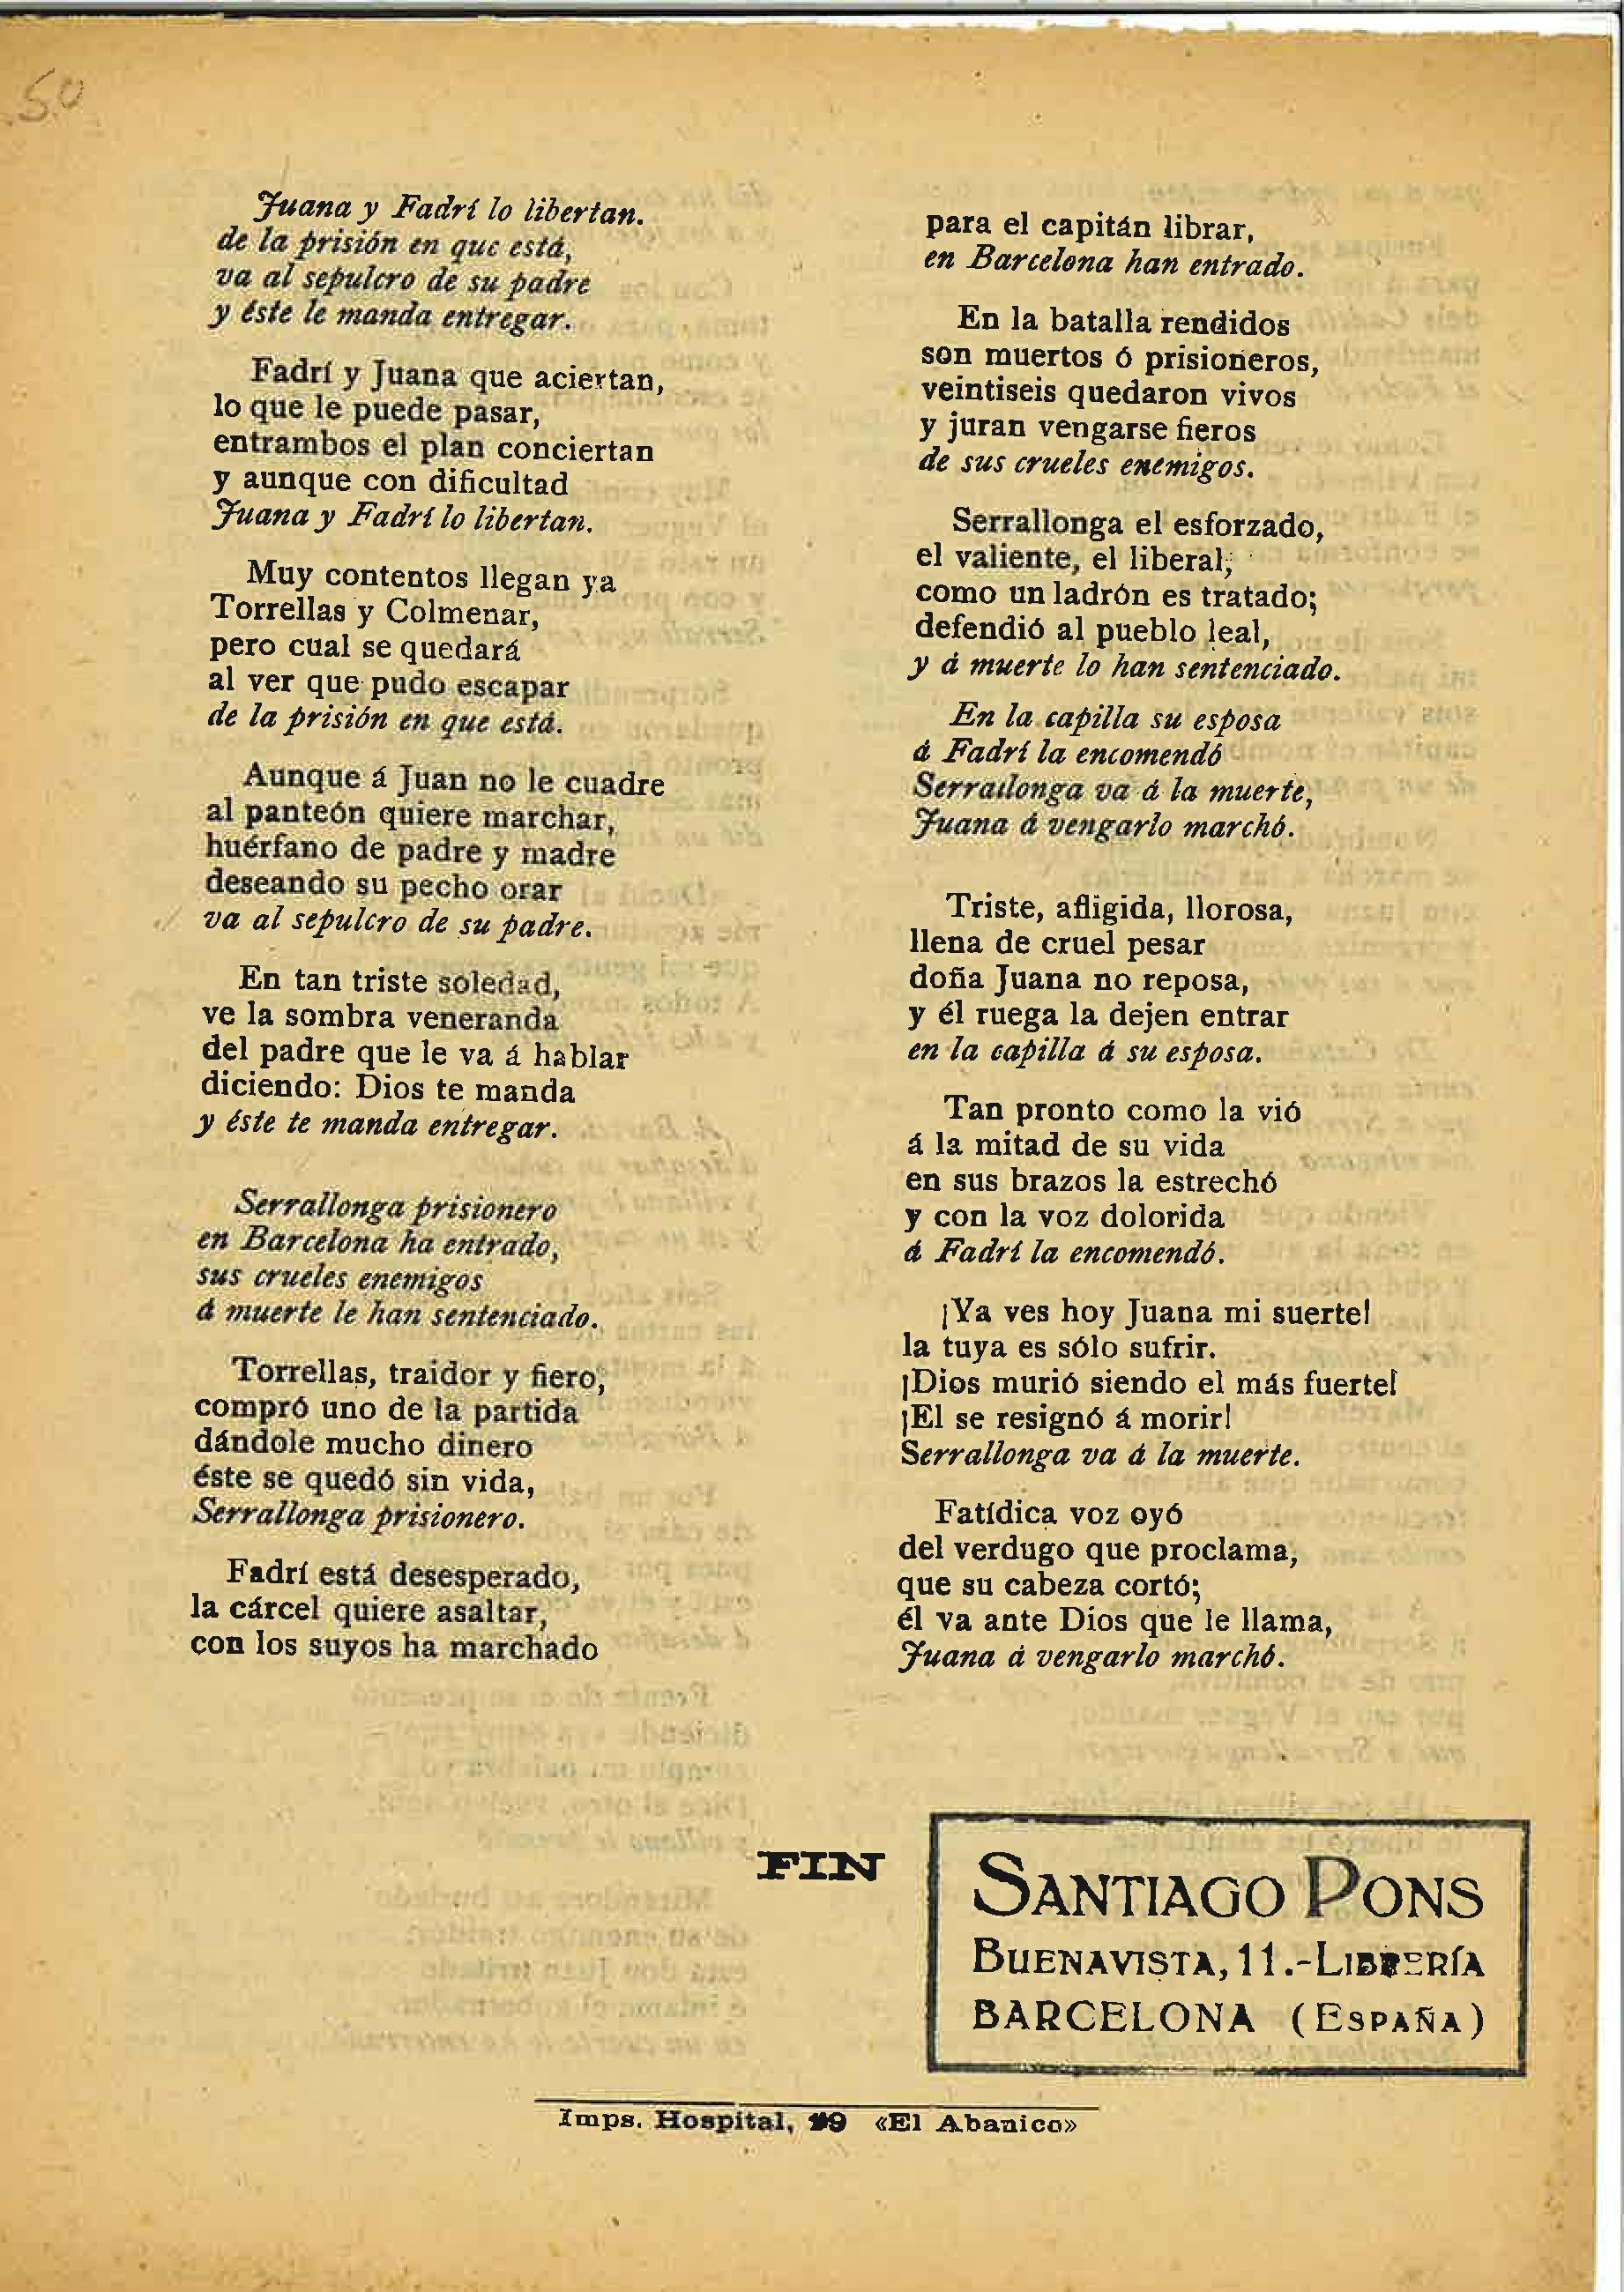 50
Juana y Fadrí lo libertan.
de la prisión en que está,
va al sepulcro de su padre
y éste le manda entregar.
Fadrí y Juana que aciertan,
lo que le puede pasar,
entrambos el plan conciertan
y aunque con dificultad
Juana y Fadrí lo libertan.
Muy contentos llegan ya
Torrellas y Colmenar,
pero cual se quedará
al ver que pudo escapar
de la prisión en que está.
Aunque á Juan no le cuadre
al panteón quiere marchar,
huérfano de padre y madre
deseando su pecho orar
va al sepulcro de su padre.
En tan triste soledad,
ve la sombra veneranda
del padre que le va á hablar
diciendo: Dios te manda
y éste te manda entregar.
Serrallonga prisionero
en Barcelona ha entrado,
sus crueles enemigos
á muerte le han sentenciado.
Torrellas, traidor y fiero,
compró uno de la partida
dándole mucho dinero
éste se quedó sin vida,
Serrallonga prisionero.
Fadrí está desesperado,
la cárcel quiere asaltar,
con los suyos ha marchado
para el capitán librar,
en Barcelona han entrado.
En la batalla rendidos
son muertos ó prisioneros,
veintiseis quedaron vivos
y juran vengarse fieros
de sus crueles enemigos.
Serrallonga el esforzado,
el valiente, el liberal,
como un ladrón es tratado;
defendió al pueblo leal,
y á muerte lo han sentenciado.
En la capilla su esposa
á Fadrí la encomendó
Serrallonga va á la muerte,
Juana á vengarlo marchó.
Triste, afligida, llorosa,
llena de cruel pesar
doña Juana no reposa,
y él ruega la dejen entrar
en la capilla á su esposa.
Tan pronto como la vió
á la mitad de su vida
en sus brazos la estrechó
y con la voz dolorida
á Fadrí la encomendó.
¡Ya ves hoy Juana mi suerte!
la tuya es sólo sufrir.
¡Dios murió siendo el más fuerte!
¡El se resignó á morir!
Serrallonga va á la muerte.
Fatídica voz oyó
del verdugo que proclama,
que su cabeza cortó;
él va ante Dios que le llama,
Juana á vengarlo marchó.
FIN
SANTIAGO PONS
BUENAVISTA, 11.-LIBRERÍA
BARCELONA (ESPAÑA)
Imps. Hospital, 19 «El Abanico»